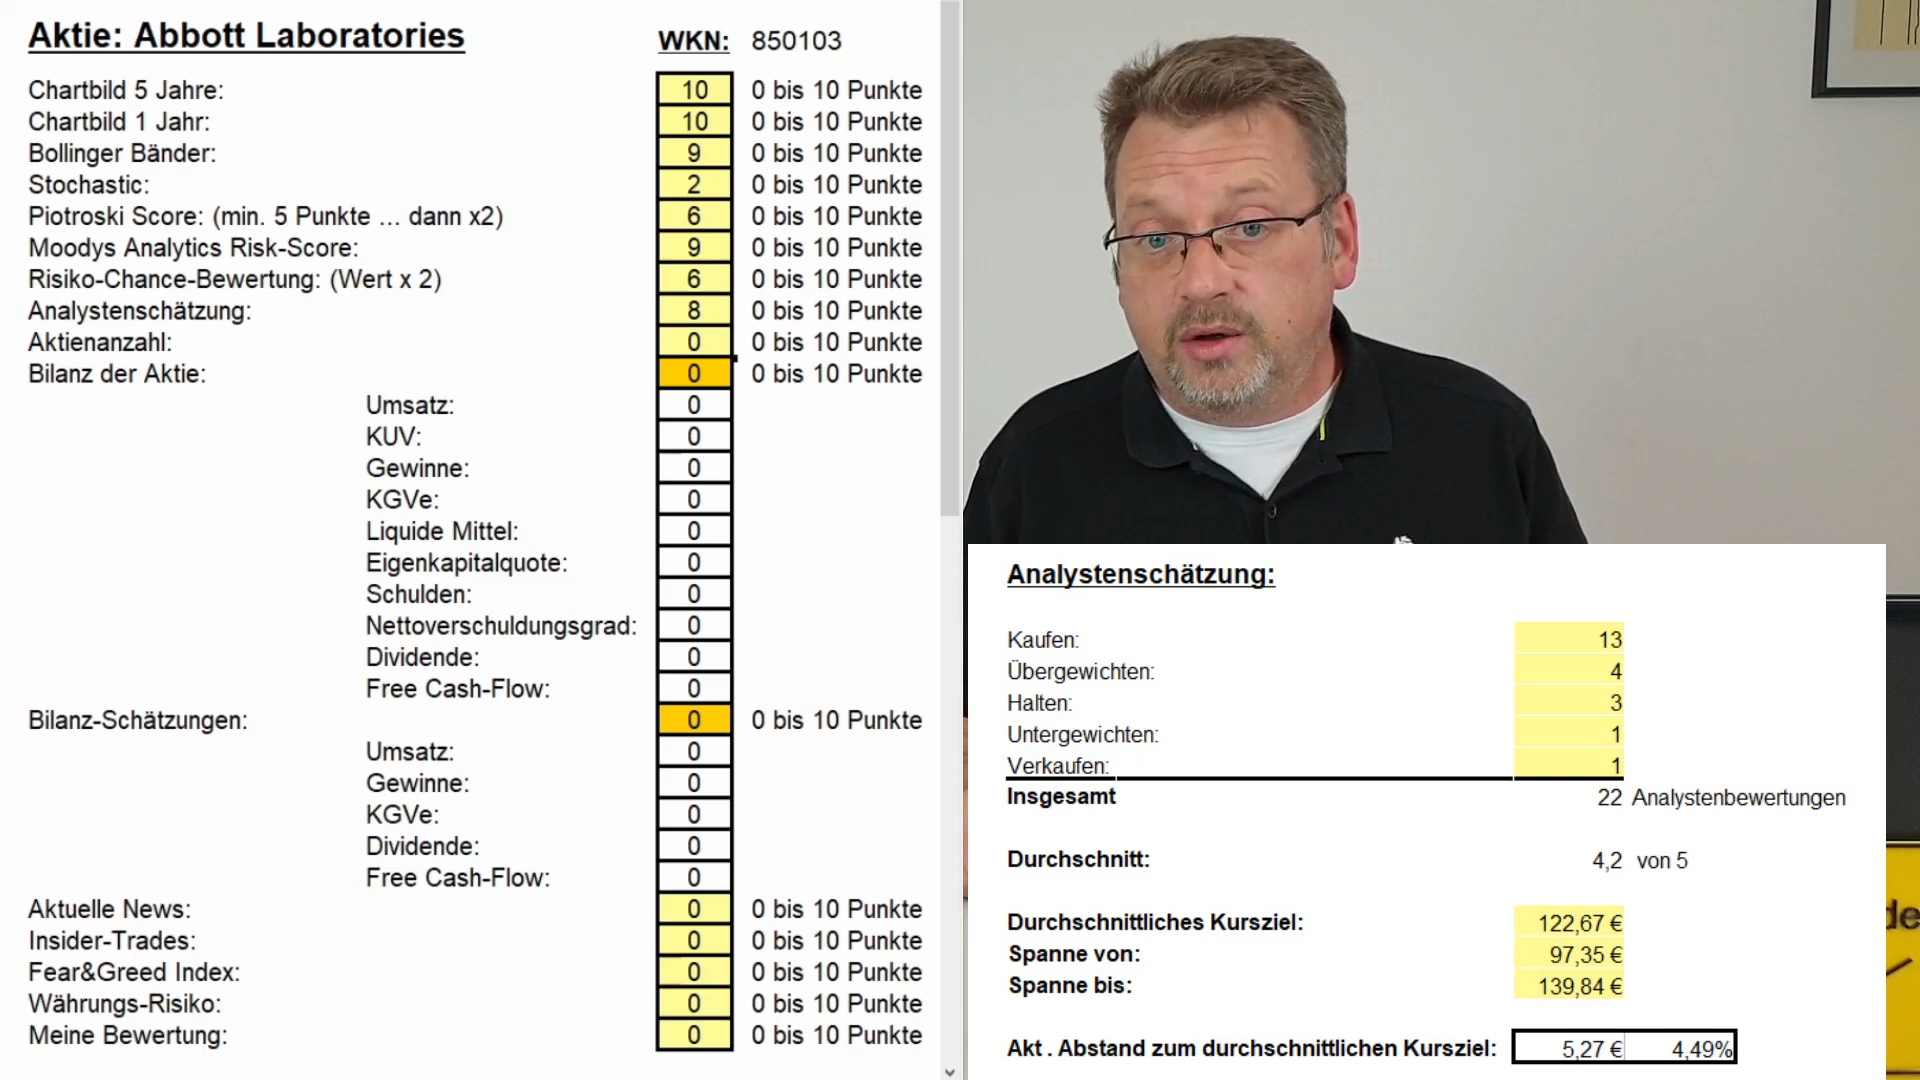 Aktie: Abbott Laboratories WKN: 850103
Chartbild 5 Jahre: 10 0 bis 10 Punkte
Chartbild 1 Jahr: 10 0 bis 10 Punkte
Bollinger Bänder: 9 0 bis 10 Punkte
Stochastic: 2 0 bis 10 Punkte
Piotroski Score: (min. 5 Punkte ... dann x2) 6 0 bis 10 Punkte
Moodys Analytics Risk-Score: 9 0 bis 10 Punkte
Risiko-Chance-Bewertung: (Wert x 2) 6 0 bis 10 Punkte
Analystenschätzung: 8 0 bis 10 Punkte
Aktienanzahl: 0 0 bis 10 Punkte
Bilanz der Aktie: 0 0 bis 10 Punkte
Umsatz: 0
KUV: 0
Gewinne: 0
KGVe: 0
Liquide Mittel: 0
Eigenkapitalquote: 0
Schulden: 0
Nettoverschuldungsgrad: 0
Dividende: 0
Free Cash-Flow: 0
Bilanz-Schätzungen: 0 0 bis 10 Punkte
Umsatz: 0
Gewinne: 0
KGVe: 0
Dividende: 0
Free Cash-Flow: 0
Aktuelle News: 0 0 bis 10 Punkte
Insider-Trades: 0 0 bis 10 Punkte
Fear&Greed Index: 0 0 bis 10 Punkte
Währungs-Risiko: 0 0 bis 10 Punkte
Meine Bewertung: 0 0 bis 10 Punkte
Analystenschätzung:
Kaufen: 13
Übergewichten: 4
Halten: 3
Untergewichten: 1
Verkaufen: 1
Insgesamt 22 Analystenbewertungen
Durchschnitt: 4,2 von 5
Durchschnittliches Kursziel: 122,67 €
Spanne von: 97,35 €
Spanne bis: 139,84 €
Akt . Abstand zum durchschnittlichen Kursziel: 5,27 € 4,49%
de